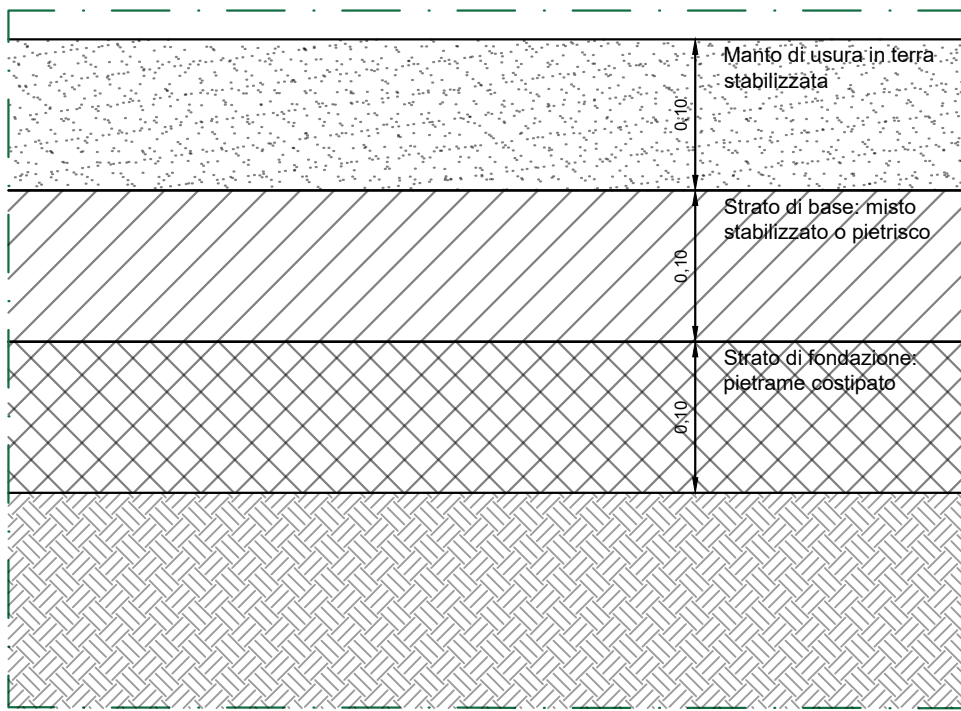 Manto di usura in terra
stabilizzata
0,10
Strato di base: misto
stabilizzato o pietrisco
0,10
Strato di fondazione:
pietrame costipato
0,10